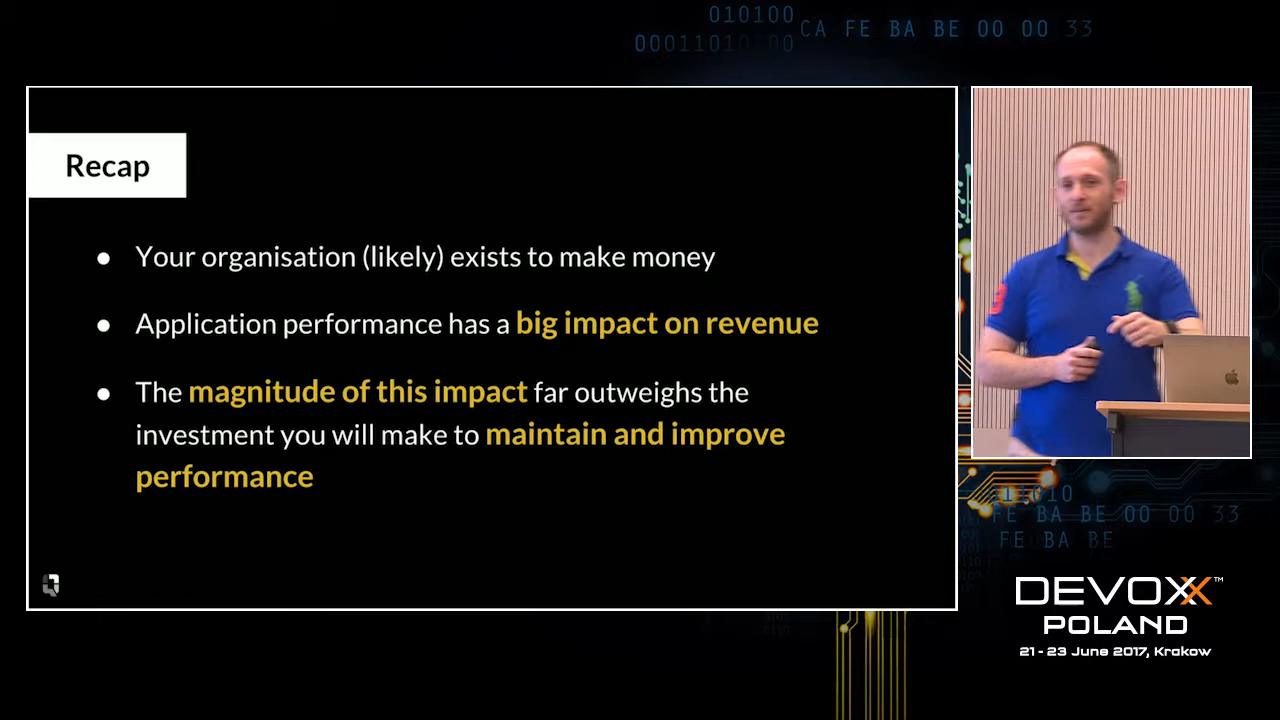 010100
CA FE BA BE 00 00 33
Recap
● Your organisation (likely) exists to make money
● Application performance has a big impact on revenue
● The magnitude of this impact far outweighs the
investment you will make to maintain and improve
performance
FE BA BE 00 00 33
FE BA BE
DEVOXX™
POLAND
21 - 23 June 2017, Krakow